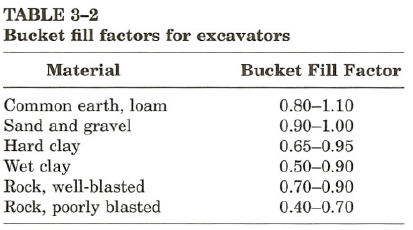 TABLE 3–2
Bucket fill factors for excavators
Material Bucket Fill Factor
Common earth, loam 0.80–1.10
Sand and gravel 0.90–1.00
Hard clay 0.65–0.95
Wet clay 0.50–0.90
Rock, well-blasted 0.70–0.90
Rock, poorly blasted 0.40–0.70